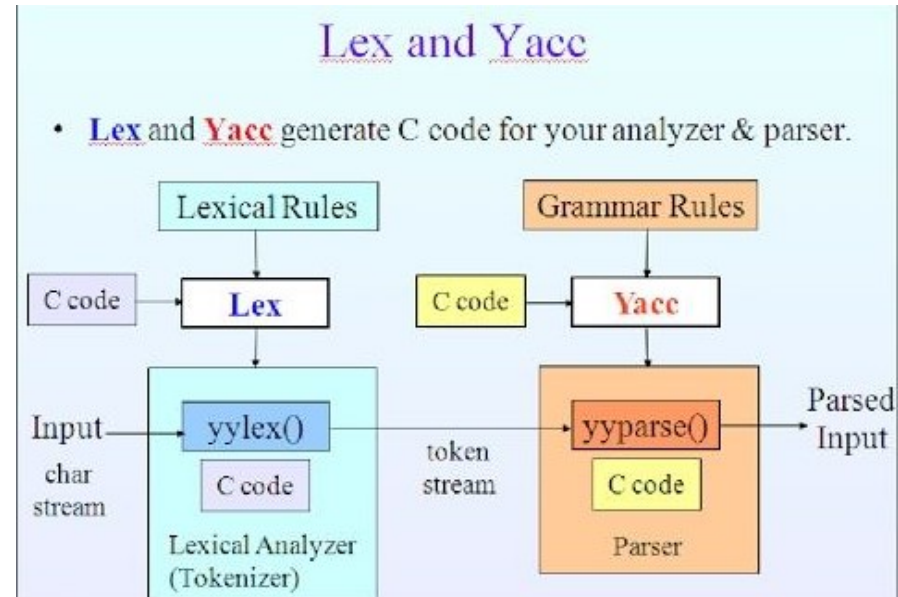 Lex and Yacc
• Lex and Yacc generate C code for your analyzer & parser.
Lexical Rules
Grammar Rules
C code
Lex
C code
Yacc
Input
char
stream
yylex()
C code
Lexical Analyzer
(Tokenizer)
token
stream
yyparse()
C code
Parser
Parsed
Input